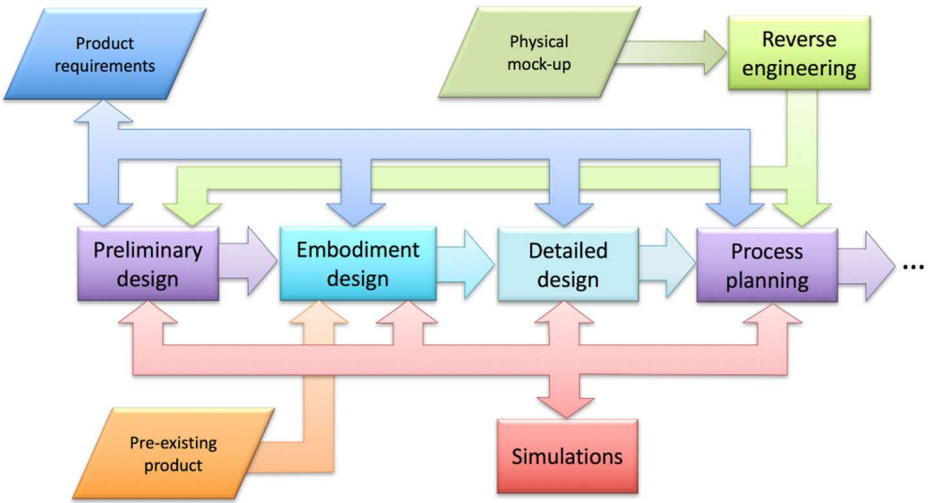 Product
requirements
Physical
mock-up
Reverse
engineering
Preliminary
design
Embodiment
design
Detailed
design
Process
planning
...
Pre-existing
product
Simulations